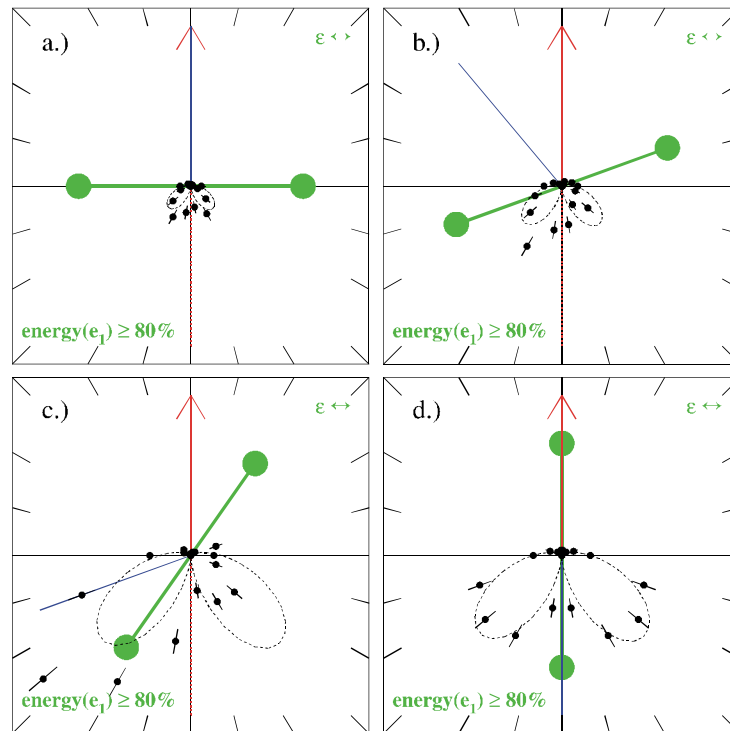 a.) ε ↔
energy(e₁) ≥ 80%
b.) ε ↔
energy(e₁) ≥ 80%
c.) ε ↔
energy(e₁) ≥ 80%
d.) ε ↔
energy(e₁) ≥ 80%